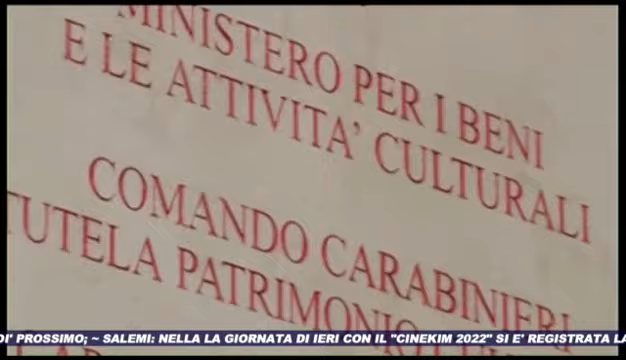 MINISTERO PER I BENI
E LE ATTIVITA' CULTURALI
COMANDO CARABINIERI
TUTELA PATRIMONIO
DI' PROSSIMO; ~ SALEMI: NELLA LA GIORNATA DI IERI CON IL "CINEKIM 2022" SI E' REGISTRATA LA